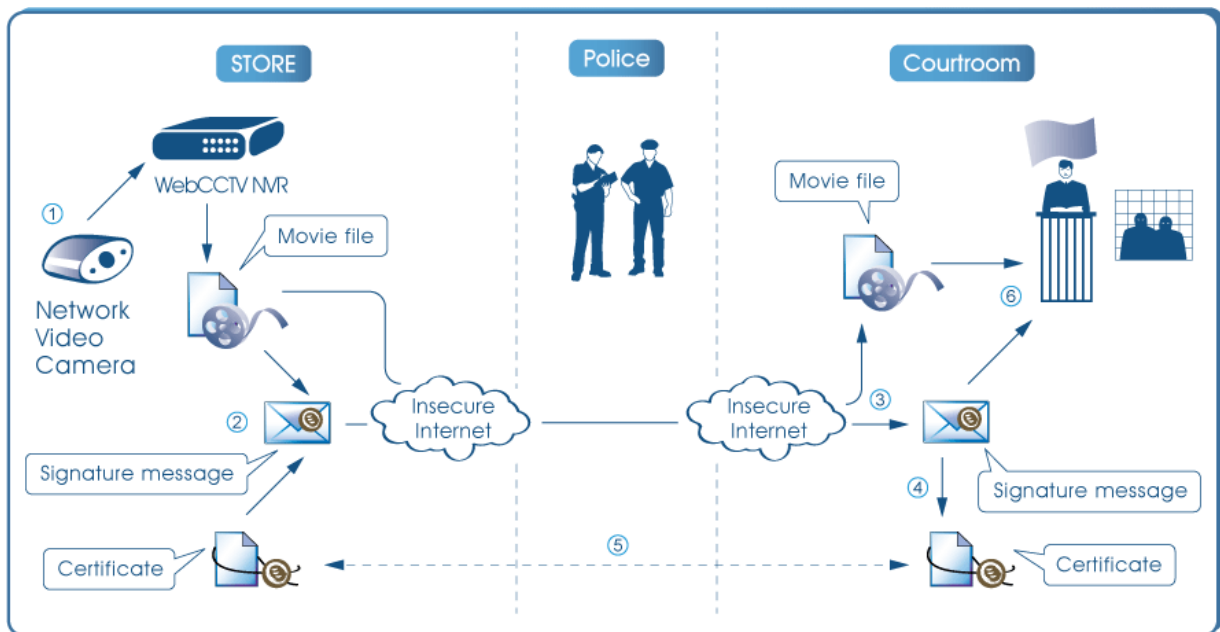 STORE
Police
Courtroom
WebCCTV NVR
1
Movie file
Network
Video
Camera
Movie file
6
2
Insecure
Internet
Insecure
Internet
3
Signature message
4
Signature message
Certificate
5
Certificate